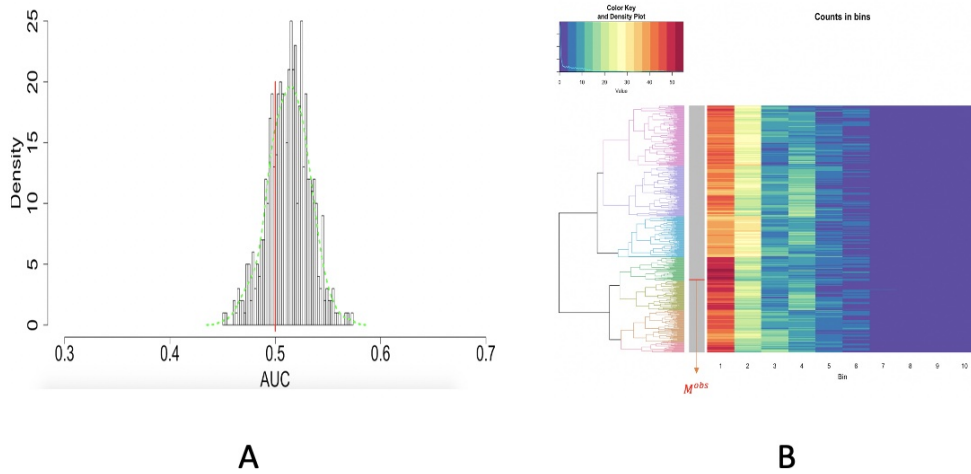 Density
25
20
15
10
5
0
0.3 0.4 0.5 0.6 0.7
AUC
A
Color Key
and Density Plot
0 10 20 30 40 50
Value
Counts in bins
1 2 3 4 5 6 7 8 9 10
Bin
M^obs
B